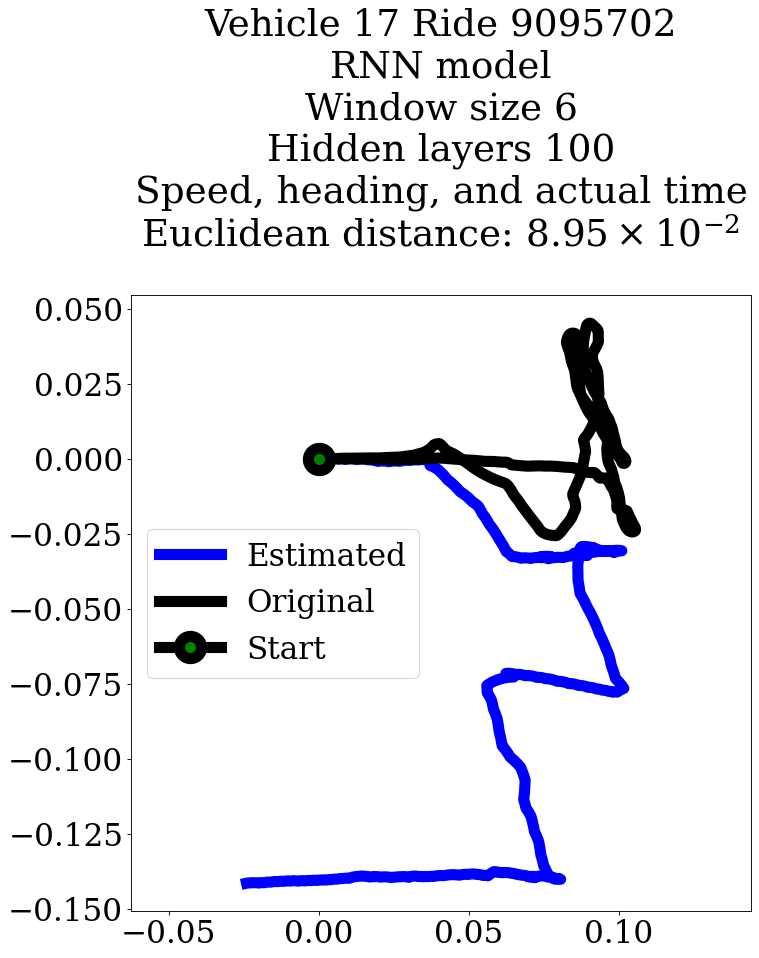 Vehicle 17 Ride 9095702
RNN model
Window size 6
Hidden layers 100
Speed, heading, and actual time
Euclidean distance: 8.95 × 10⁻²
0.050
0.025
0.000
−0.025
−0.050
−0.075
−0.100
−0.125
−0.150
Estimated
Original
Start
−0.05 0.00 0.05 0.10